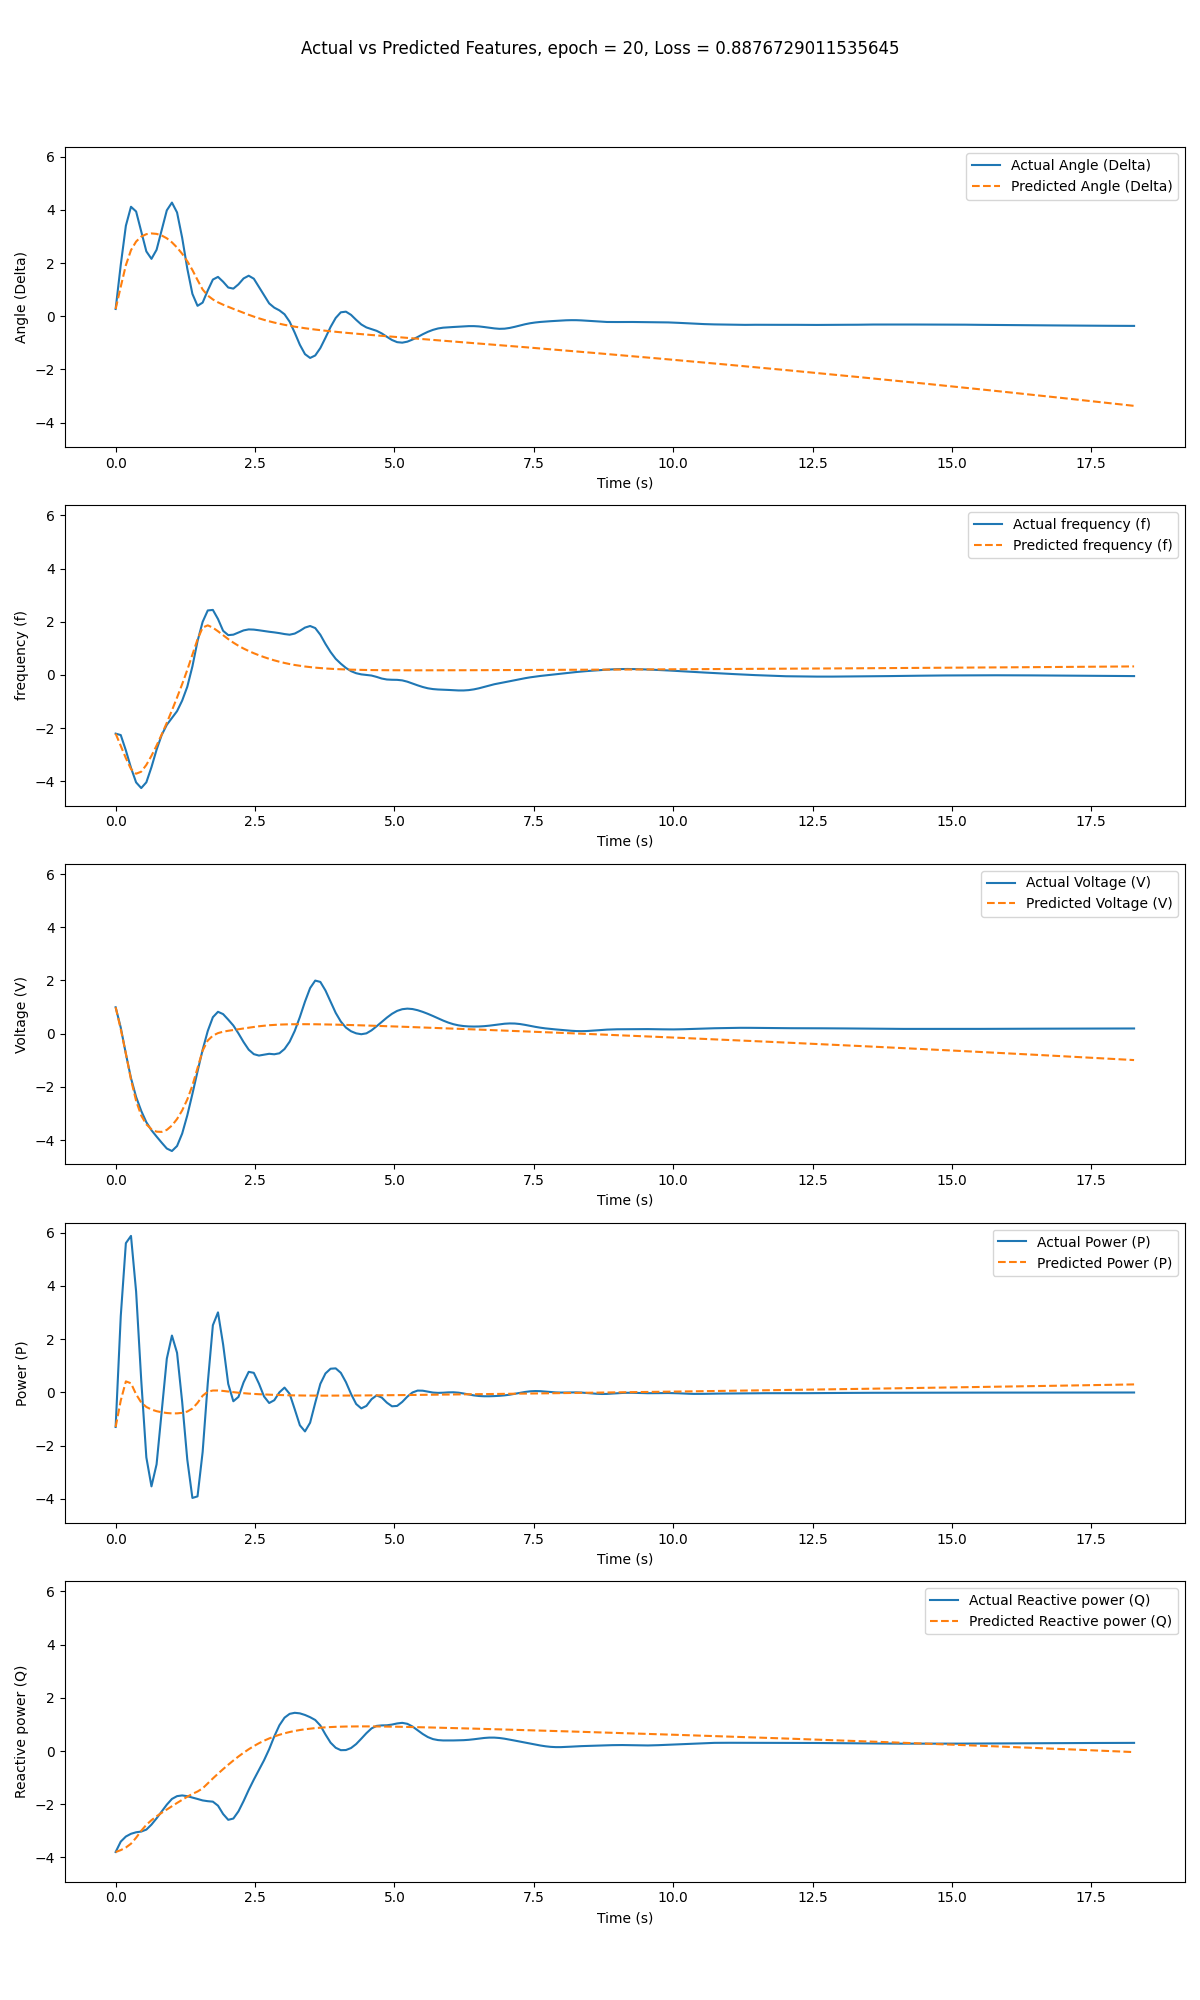 Actual vs Predicted Features, epoch = 20, Loss = 0.8876729011535645
6
4
2
0
−2
−4
Angle (Delta)
Actual Angle (Delta)
Predicted Angle (Delta)
0.0 2.5 5.0 7.5 10.0 12.5 15.0 17.5
Time (s)
6
4
2
0
−2
−4
frequency (f)
Actual frequency (f)
Predicted frequency (f)
0.0 2.5 5.0 7.5 10.0 12.5 15.0 17.5
Time (s)
6
4
2
0
−2
−4
Voltage (V)
Actual Voltage (V)
Predicted Voltage (V)
0.0 2.5 5.0 7.5 10.0 12.5 15.0 17.5
Time (s)
6
4
2
0
−2
−4
Power (P)
Actual Power (P)
Predicted Power (P)
0.0 2.5 5.0 7.5 10.0 12.5 15.0 17.5
Time (s)
6
4
2
0
−2
−4
Reactive power (Q)
Actual Reactive power (Q)
Predicted Reactive power (Q)
0.0 2.5 5.0 7.5 10.0 12.5 15.0 17.5
Time (s)